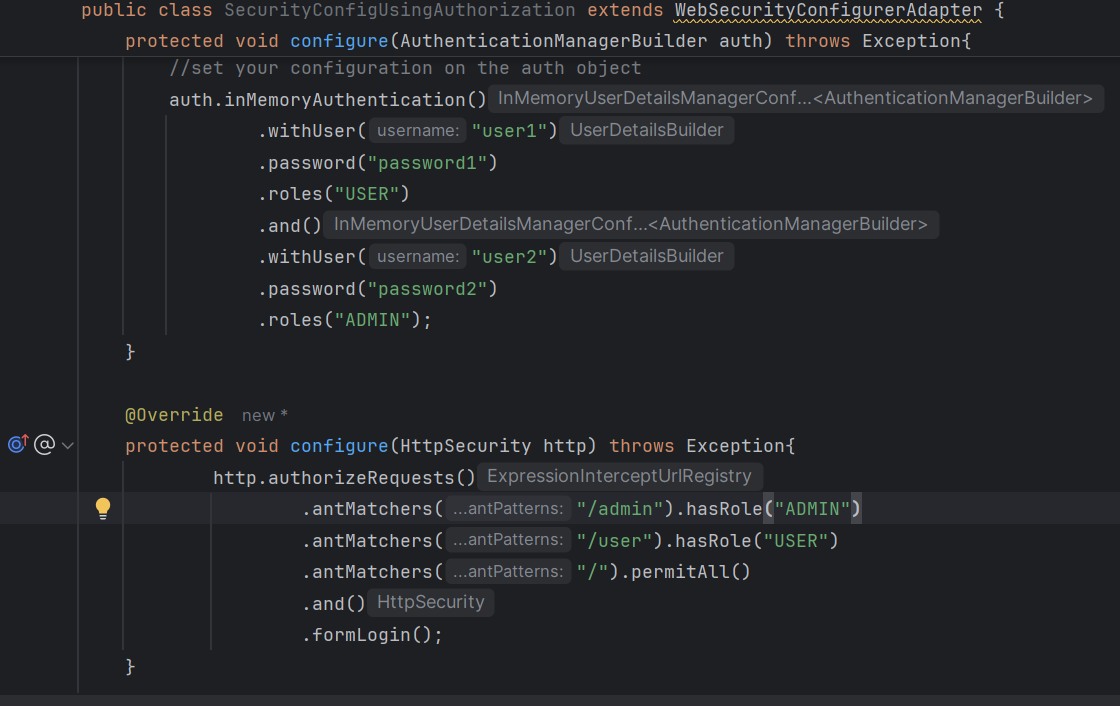 public class SecurityConfigUsingAuthorization extends WebSecurityConfigurerAdapter {
protected void configure(AuthenticationManagerBuilder auth) throws Exception{
//set your configuration on the auth object
auth.inMemoryAuthentication() InMemoryUserDetailsManagerConf...<AuthenticationManagerBuilder>
.withUser( username: "user1") UserDetailsBuilder
.password("password1")
.roles("USER")
.and() InMemoryUserDetailsManagerConf...<AuthenticationManagerBuilder>
.withUser( username: "user2") UserDetailsBuilder
.password("password2")
.roles("ADMIN");
}
@Override new *
protected void configure(HttpSecurity http) throws Exception{
http.authorizeRequests() ExpressionInterceptUrlRegistry
.antMatchers( ...antPatterns: "/admin").hasRole("ADMIN")
.antMatchers( ...antPatterns: "/user").hasRole("USER")
.antMatchers( ...antPatterns: "/").permitAll()
.and() HttpSecurity
.formLogin();
}